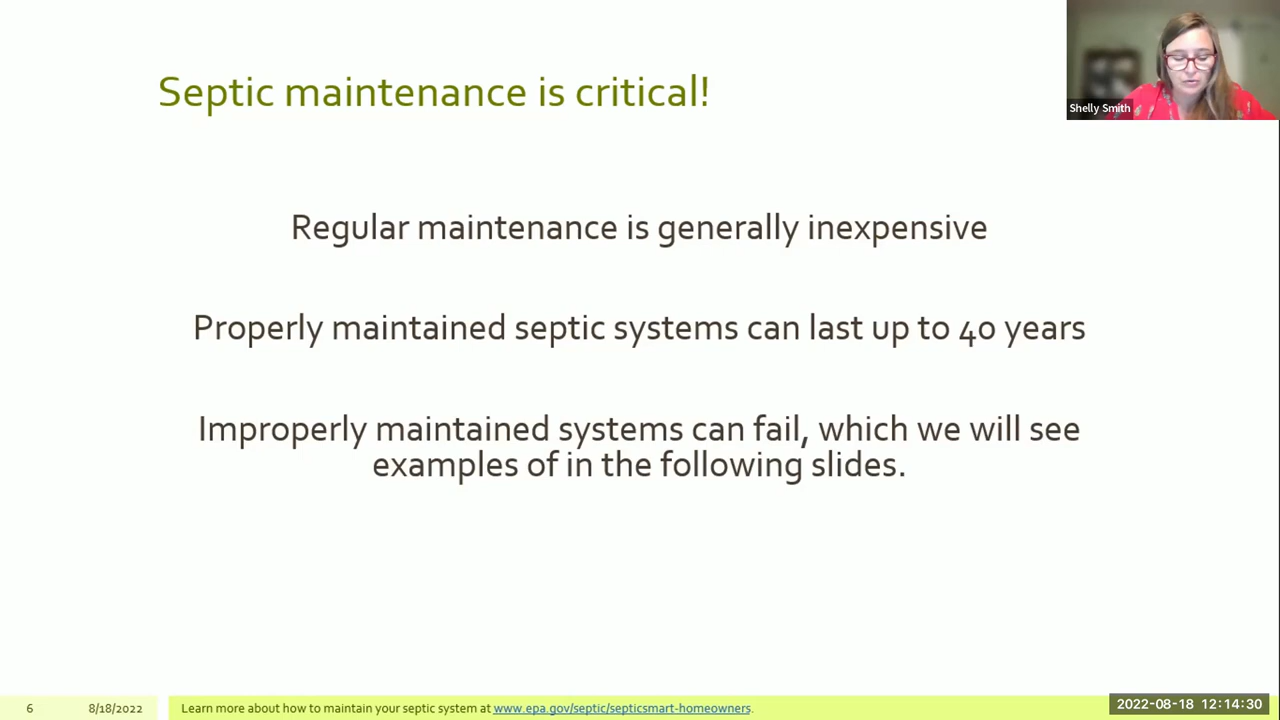 Septic maintenance is critical!
Shelly Smith
Regular maintenance is generally inexpensive
Properly maintained septic systems can last up to 40 years
Improperly maintained systems can fail, which we will see
examples of in the following slides.
6
8/18/2022
Learn more about how to maintain your septic system at www.epa.gov/septic/septicsmart-homeowners.
2022-08-18 12:14:30